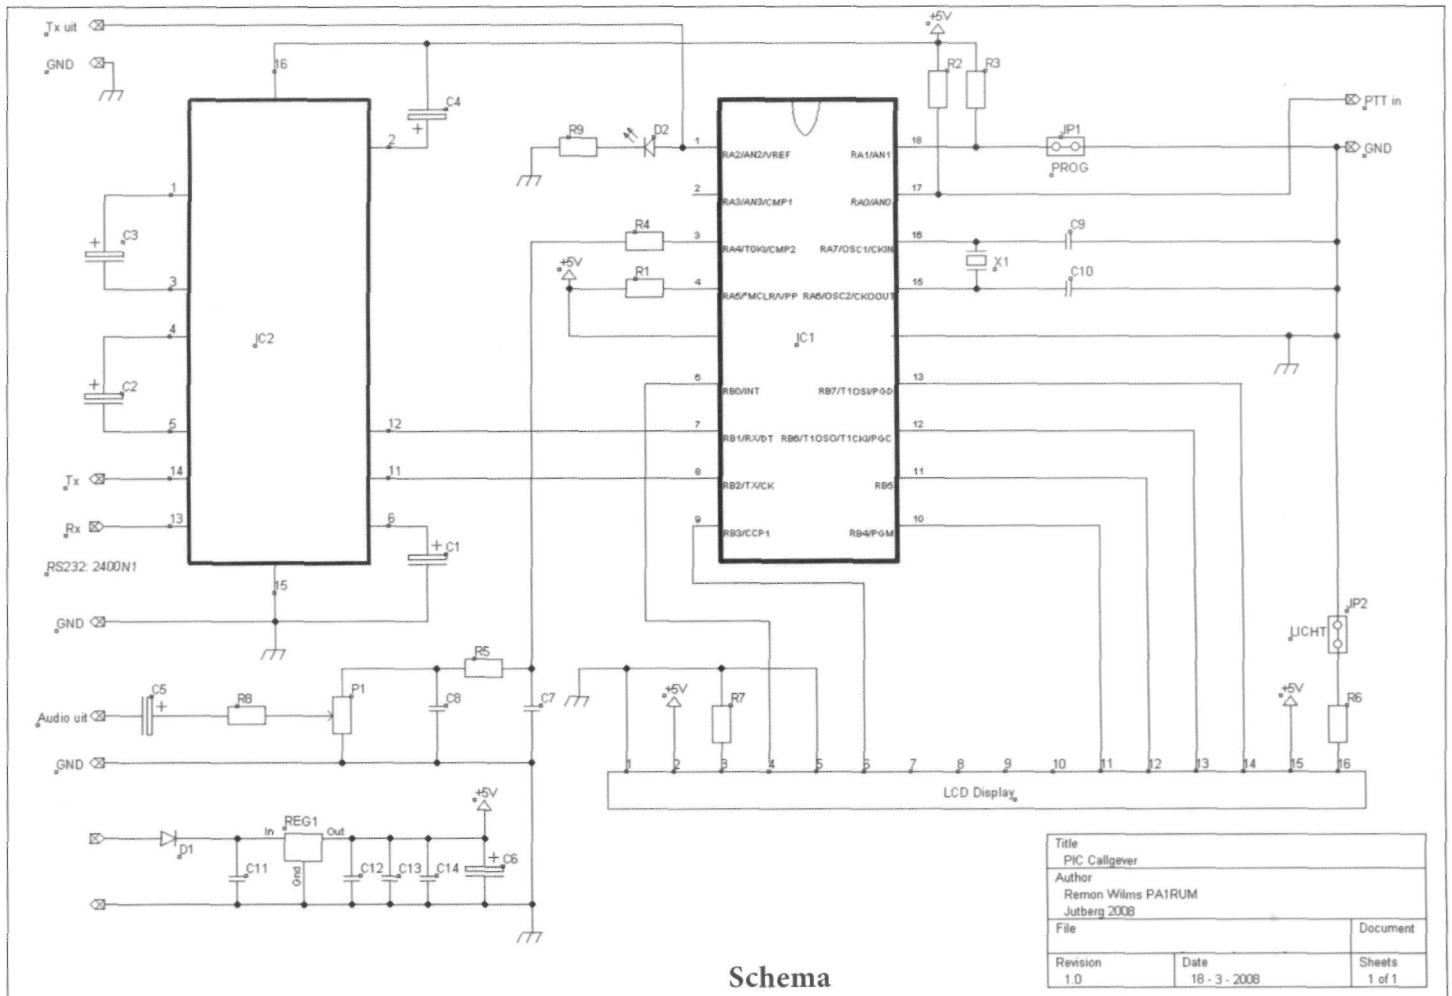 Tx uit
GND
16
C4
2
1
C3
3
4
C2
5
IC2
12
11
14
Tx
13
Rx
6
C1
RS232: 2400N1
15
GND
+5V
R2
R3
PTT in
R9
D2
1
RA2/AN2/VREF
RA1/AN1
18
JP1
PROG
GND
2
RA3/AN3/CMP1
RA0/AN0
17
R4
3
RA4/T0KI/CMP2
RA7/OSC1/CKIN
16
C9
X1
+5V
R1
4
RA5/*MCLR/VPP
RA6/OSC2/CKOOUT
15
C10
IC1
6
RB0/INT
RB7/T1OSI/PGD
13
7
RB1/RX/DT
RB6/T1OSO/T1CKI/PGC
12
8
RB2/TX/CK
RB5
11
9
RB3/CCP1
RB4/PGM
10
JP2
LICHT
R5
C5
R8
P1
C8
C7
Audio uit
GND
+5V
R7
+5V
R6
1 2 3 4 5 6 7 8 9 10 11 12 13 14 15 16
LCD Display
+5V
In
REG1
Out
Gnd
D1
C11
C12
C13
C14
C6
Title
PIC Callgever
Author
Remon Wilms PA1RUM
Jutberg 2008
File
Document
Revision
1.0
Date
18 - 3 - 2008
Sheets
1 of 1
Schema